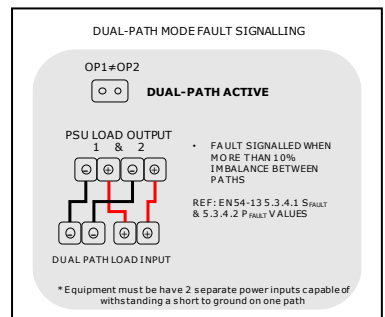 DUAL-PATH MODE FAULT SIGNALLING
OP1≠OP2
DUAL-PATH ACTIVE
PSU LOAD OUTPUT
1 & 2
- + - +
- - + +
DUAL PATH LOAD INPUT
• FAULT SIGNALLED WHEN
MORE THAN 10%
IMBALANCE BETWEEN
PATHS
REF: EN54-13 5.3.4.1 SFAULT
& 5.3.4.2 PFAULT VALUES
*Equipment must be have 2 separate power inputs capable of
withstanding a short to ground on one path